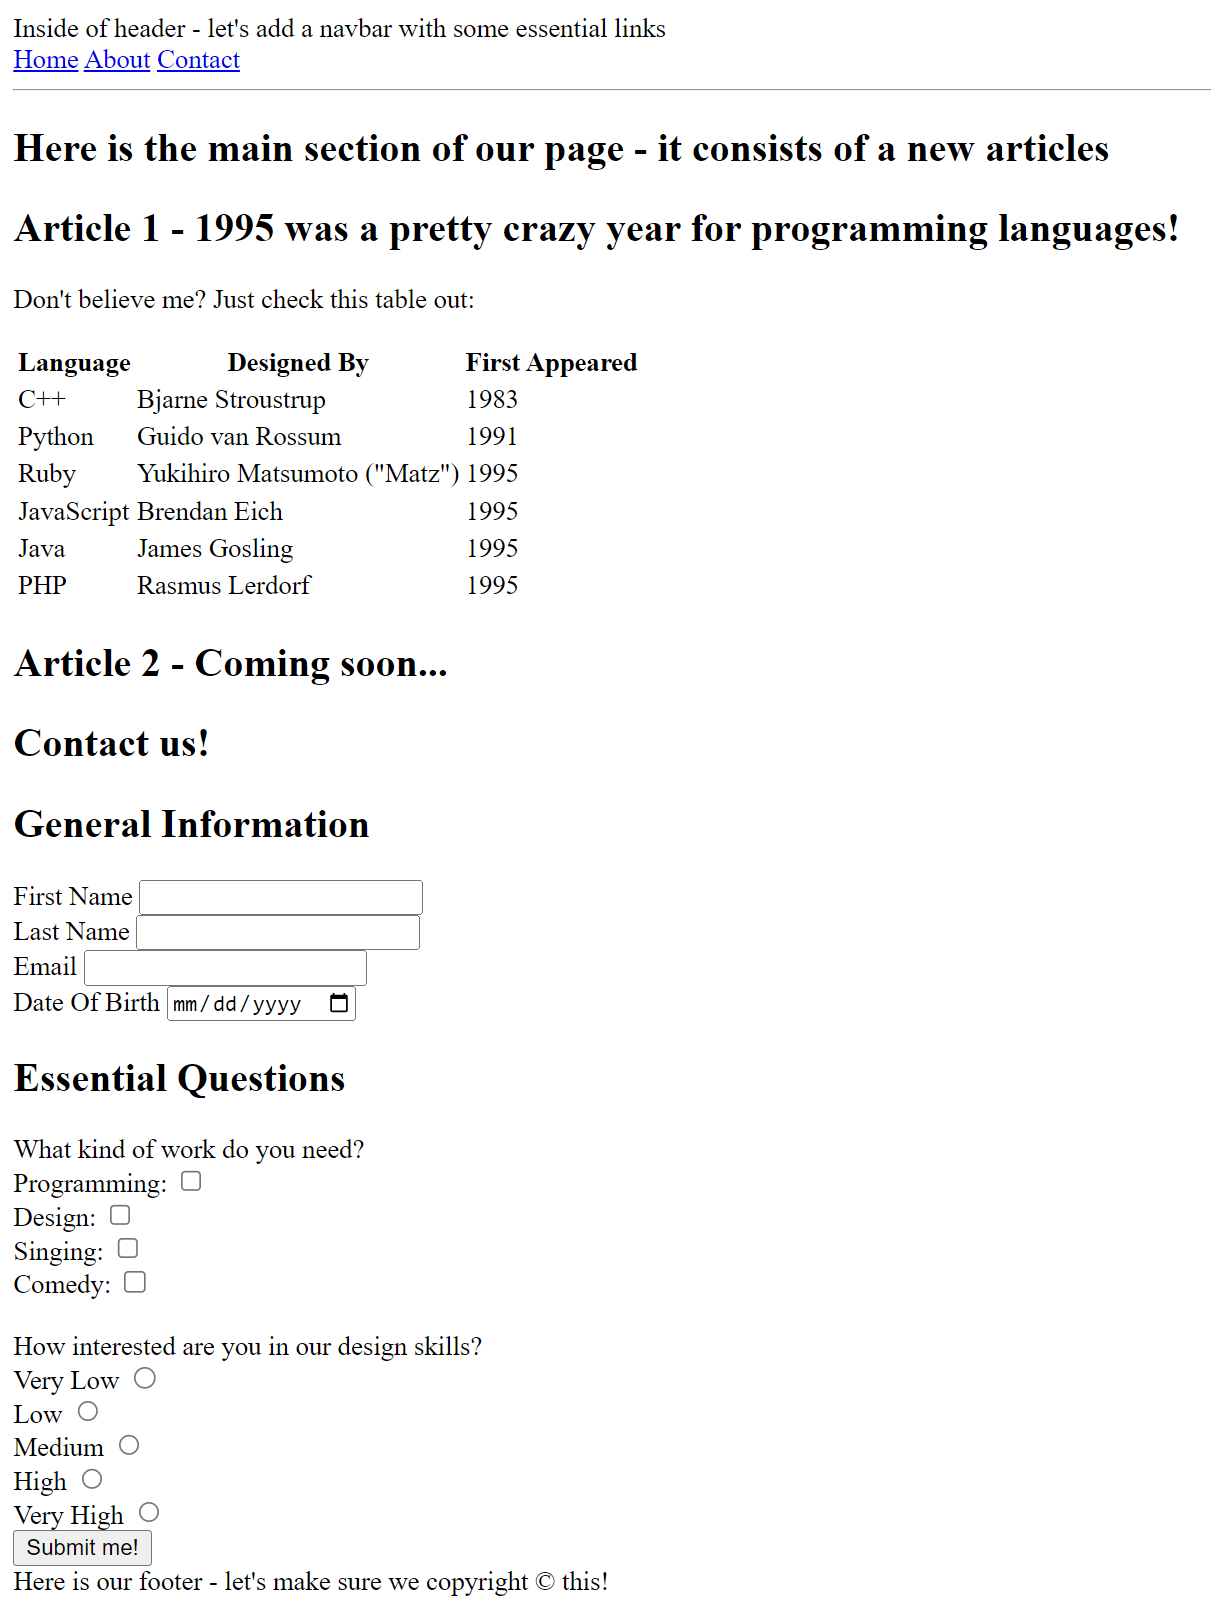 Inside of header - let's add a navbar with some essential links
Home About Contact
Here is the main section of our page - it consists of a new articles
Article 1 - 1995 was a pretty crazy year for programming languages!
Don't believe me? Just check this table out:
Language Designed By First Appeared
C++ Bjarne Stroustrup 1983
Python Guido van Rossum 1991
Ruby Yukihiro Matsumoto ("Matz") 1995
JavaScript Brendan Eich 1995
Java James Gosling 1995
PHP Rasmus Lerdorf 1995
Article 2 - Coming soon...
Contact us!
General Information
First Name
Last Name
Email
Date Of Birth mm/dd/yyyy
Essential Questions
What kind of work do you need?
Programming:
Design:
Singing:
Comedy:
How interested are you in our design skills?
Very Low
Low
Medium
High
Very High
Submit me!
Here is our footer - let's make sure we copyright © this!